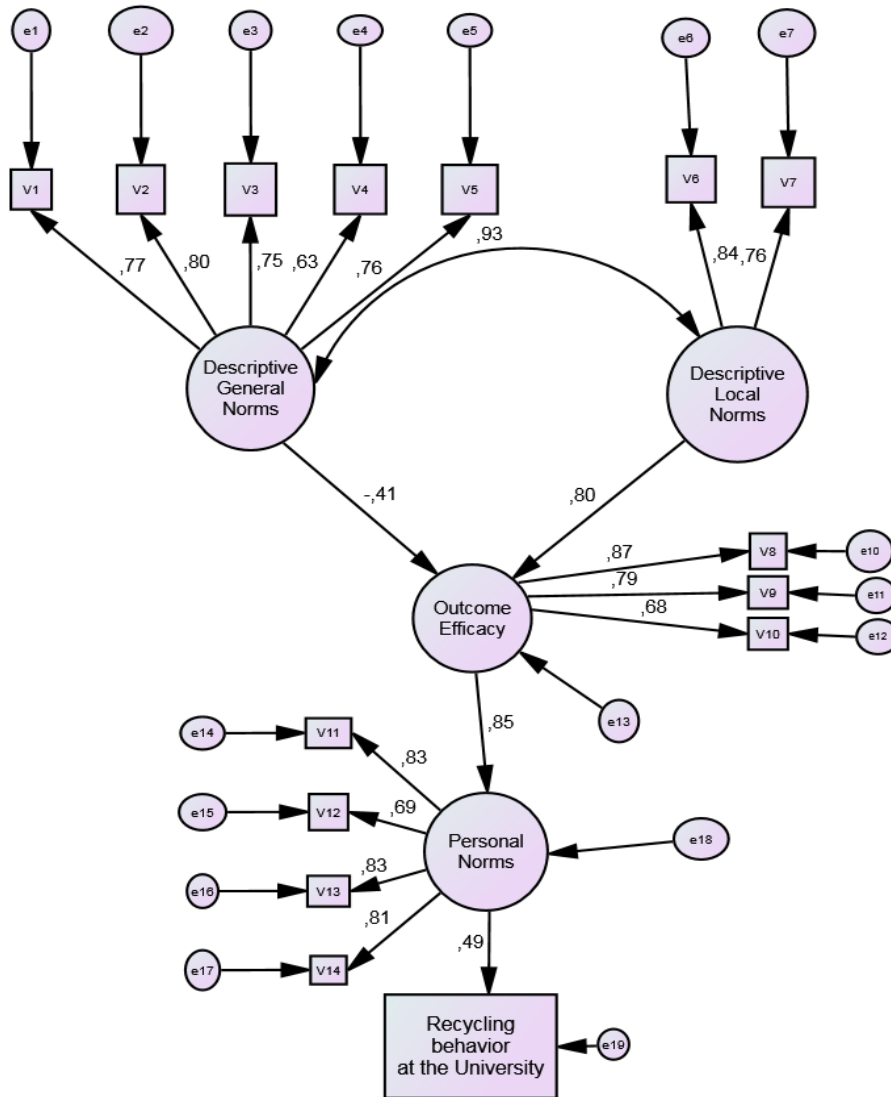 e1
e2
e3
e4
e5
e6
e7
V1
V2
V3
V4
V5
V6
V7
,77
,80
,75
,63
,76
,93
,84
,76
Descriptive
General
Norms
Descriptive
Local
Norms
-,41
,80
Outcome
Efficacy
,87
,79
,68
V8
V9
V10
e10
e11
e12
e13
,85
e14
V11
,83
e15
V12
,69
e16
V13
,83
e17
V14
,81
Personal
Norms
e18
,49
Recycling
behavior
at the University
e19